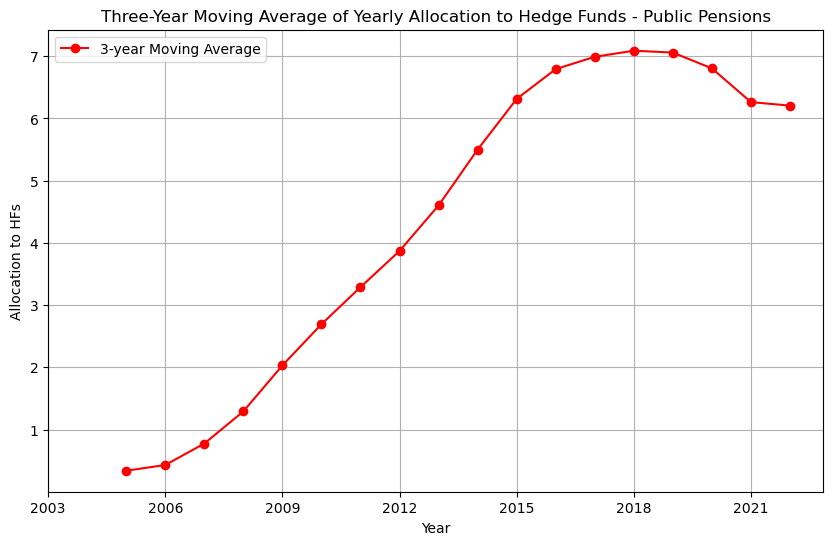 Three-Year Moving Average of Yearly Allocation to Hedge Funds - Public Pensions
3-year Moving Average
7
6
5
4
3
2
1
Allocation to HFs
2003 2006 2009 2012 2015 2018 2021
Year